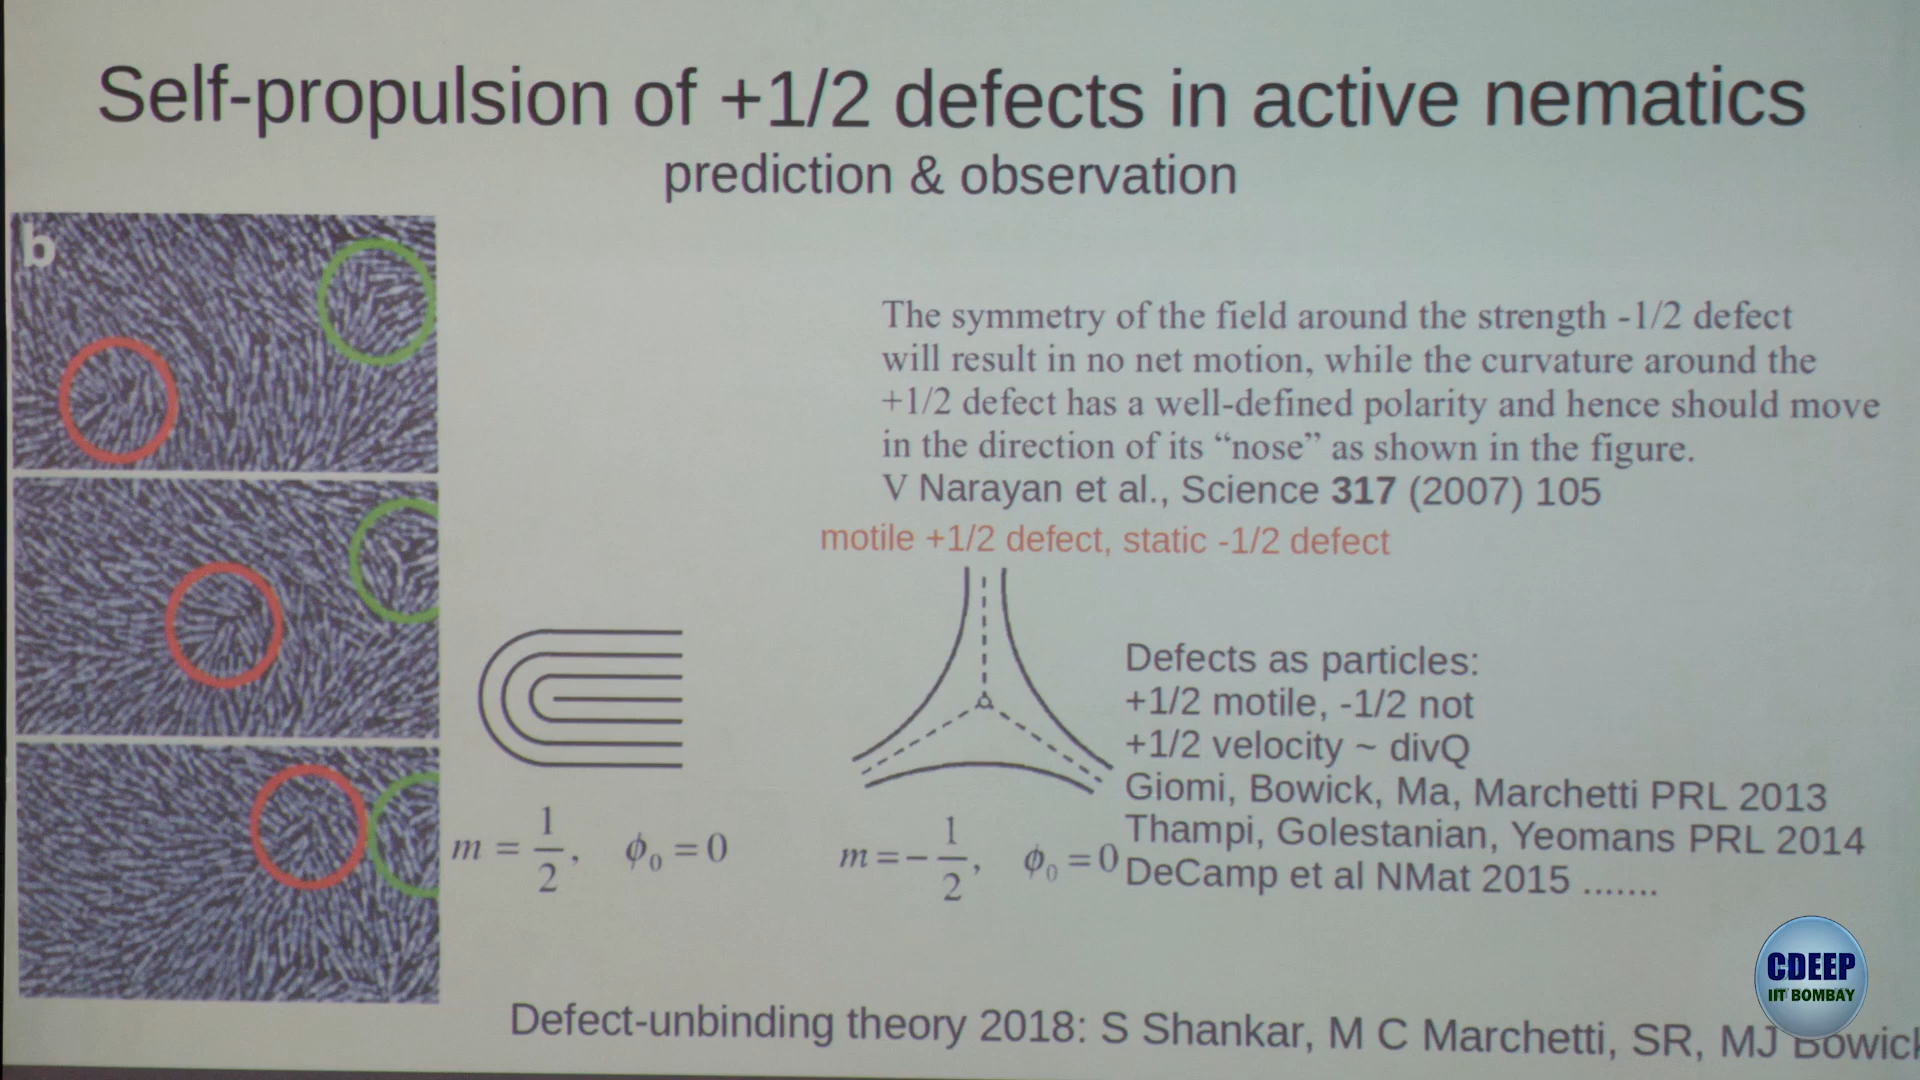 Self-propulsion of +1/2 defects in active nematics
prediction & observation
b
The symmetry of the field around the strength -1/2 defect
will result in no net motion, while the curvature around the
+1/2 defect has a well-defined polarity and hence should move
in the direction of its “nose” as shown in the figure.
V Narayan et al., Science 317 (2007) 105
motile +1/2 defect, static -1/2 defect
m = 1/2, ϕ₀ = 0
m = − 1/2, ϕ₀ = 0
Defects as particles:
+1/2 motile, -1/2 not
+1/2 velocity ~ divQ
Giomi, Bowick, Ma, Marchetti PRL 2013
Thampi, Golestanian, Yeomans PRL 2014
DeCamp et al NMat 2015 .......
Defect-unbinding theory 2018: S Shankar, M C Marchetti, SR, MJ Bowick
CDEEP
IIT BOMBAY